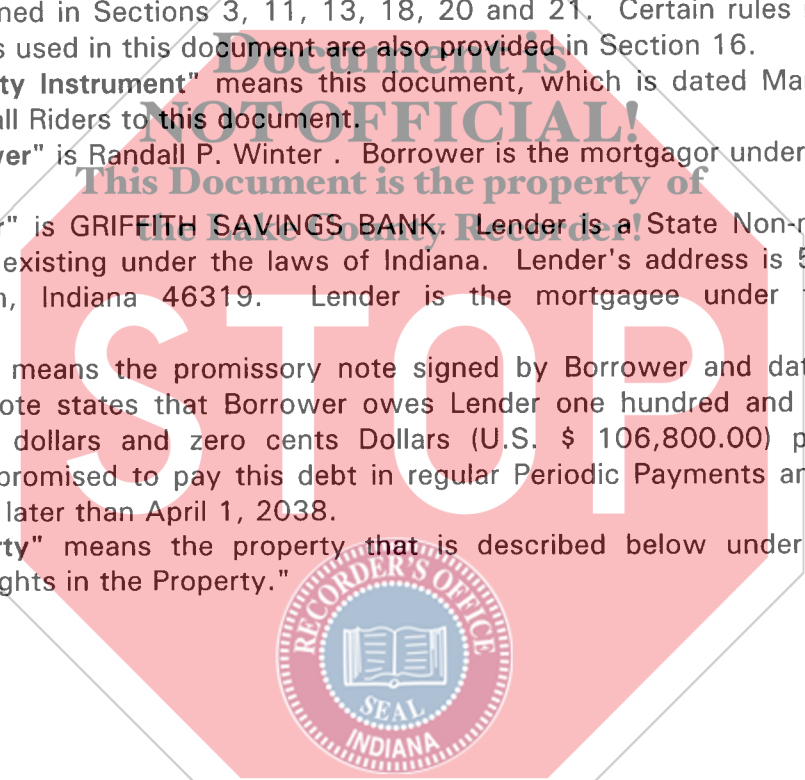 ned in Sections 3, 11, 13, 18, 20 and 21. Certain rules
s used in this document are also provided in Section 16.
Document is
ty Instrument" means this document, which is dated Ma
NOT OFFICIAL!
all Riders to this document.
ver" is Randall P. Winter . Borrower is the mortgagor under
This Document is the property of
the Lake County Recorder!
r" is GRIFFITH SAVINGS BANK. Lender is a State Non-
existing under the laws of Indiana. Lender's address is 5
n, Indiana 46319. Lender is the mortgagee under
STOP
means the promissory note signed by Borrower and dat
ote states that Borrower owes Lender one hundred and
dollars and zero cents Dollars (U.S. $ 106,800.00) p
promised to pay this debt in regular Periodic Payments an
later than April 1, 2038.
rty" means the property that is described below under
ghts in the Property."
RECORDER'S OFFICE
SEAL
INDIANA